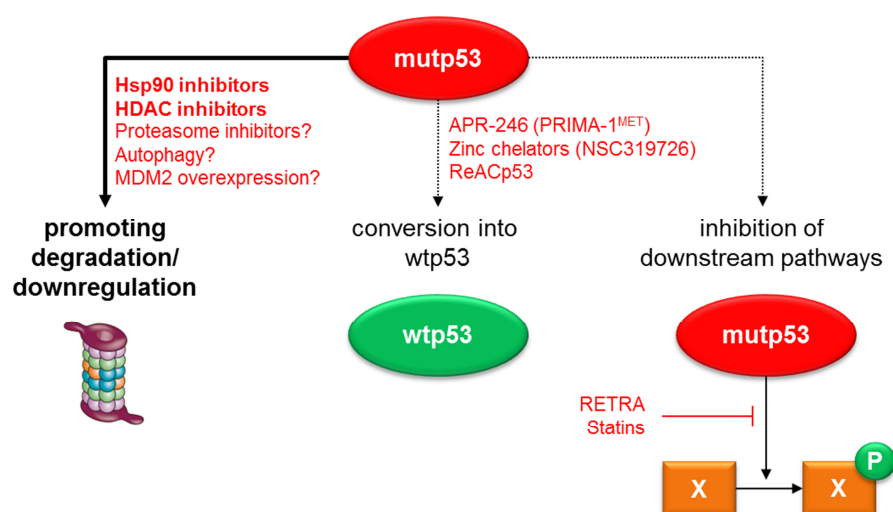 mutp53
Hsp90 inhibitors
HDAC inhibitors
Proteasome inhibitors?
Autophagy?
MDM2 overexpression?
APR-246 (PRIMA-1ᴹᴱᵀ)
Zinc chelators (NSC319726)
ReACp53
promoting
degradation/
downregulation
conversion into
wtp53
inhibition of
downstream pathways
wtp53
mutp53
RETRA
Statins
X
X
P